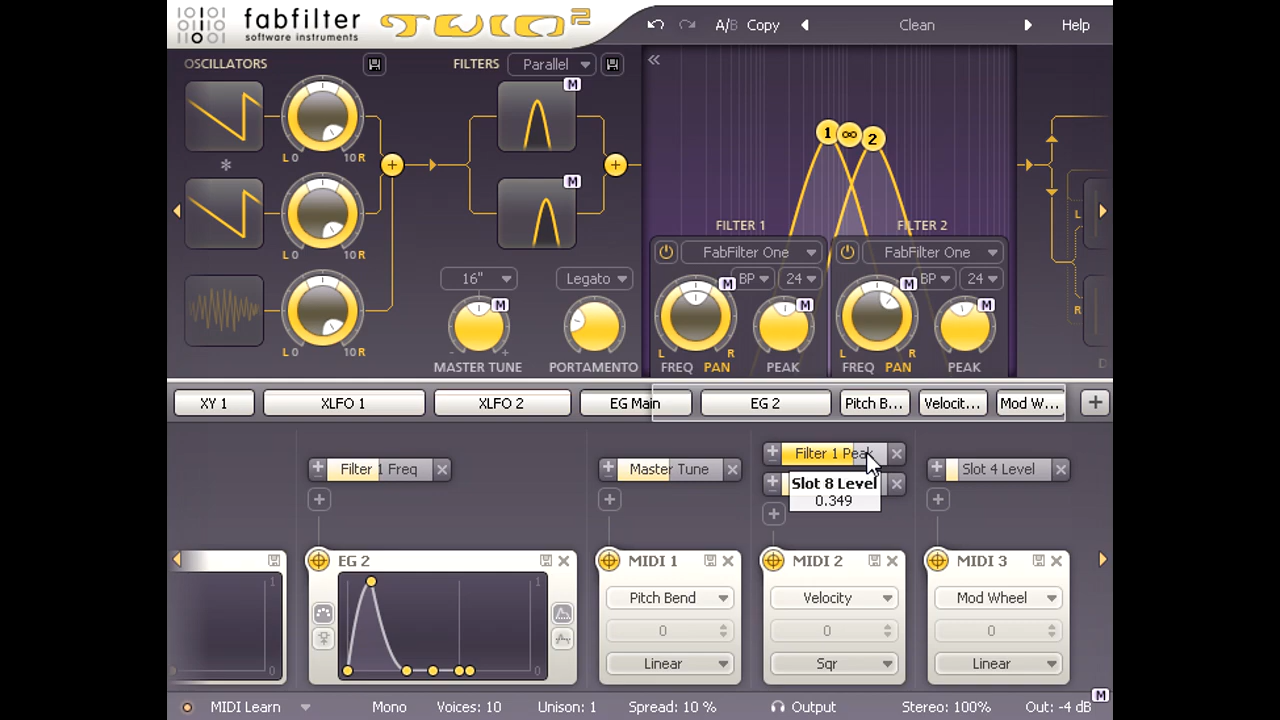 fabfilter TWIN2
software instruments
A/B Copy
Clean
Help
OSCILLATORS
FILTERS
Parallel
M
M
L 0 10 R
L 0 10 R
L 0 10 R
16"
Legato
M
MASTER TUNE
PORTAMENTO
1
∞
2
FILTER 1
FILTER 2
FabFilter One
FabFilter One
BP
24
BP
24
M
M
M
M
L R
L R
FREQ PAN PEAK
FREQ PAN PEAK
L
R
D
XY 1
XLFO 1
XLFO 2
EG Main
EG 2
Pitch B...
Velocit...
Mod W...
Filter 1 Freq
Master Tune
Filter 1 Peak
Slot 4 Level
Slot 8 Level
0.349
EG 2
MIDI 1
MIDI 2
MIDI 3
1
0
1
0
Pitch Bend
Velocity
Mod Wheel
0
0
0
Linear
Sqr
Linear
MIDI Learn
Mono
Voices: 10
Unison: 1
Spread: 10 %
Output
Stereo: 100%
Out: -4 dB
M